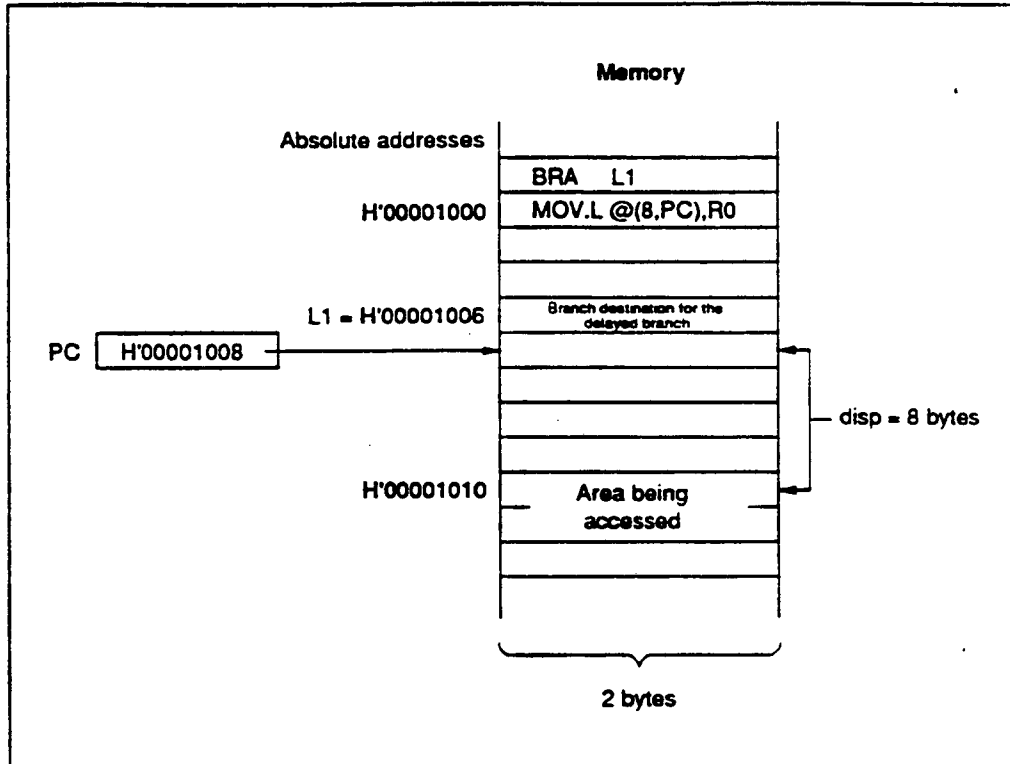 Memory
Absolute addresses
BRA L1
H'00001000 MOV.L @(8,PC),R0
L1 = H'00001006 Branch destination for the
delayed branch
PC H'00001008
disp = 8 bytes
H'00001010 Area being
accessed
2 bytes